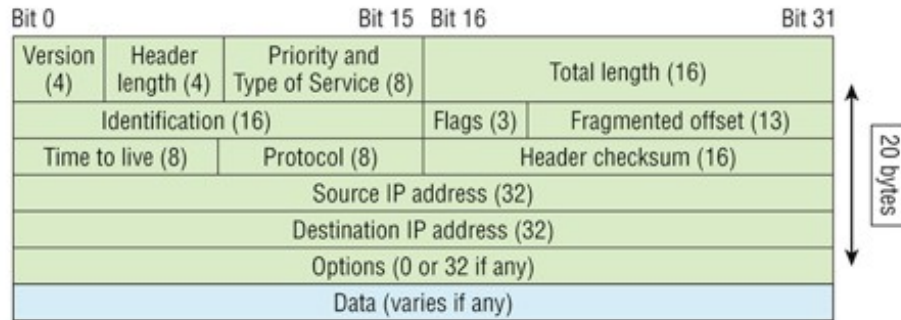 Bit 0 Bit 15 Bit 16 Bit 31
Version (4) Header length (4) Priority and Type of Service (8) Total length (16)
Identification (16) Flags (3) Fragmented offset (13)
Time to live (8) Protocol (8) Header checksum (16)
Source IP address (32)
Destination IP address (32)
Options (0 or 32 if any)
Data (varies if any)
20 bytes